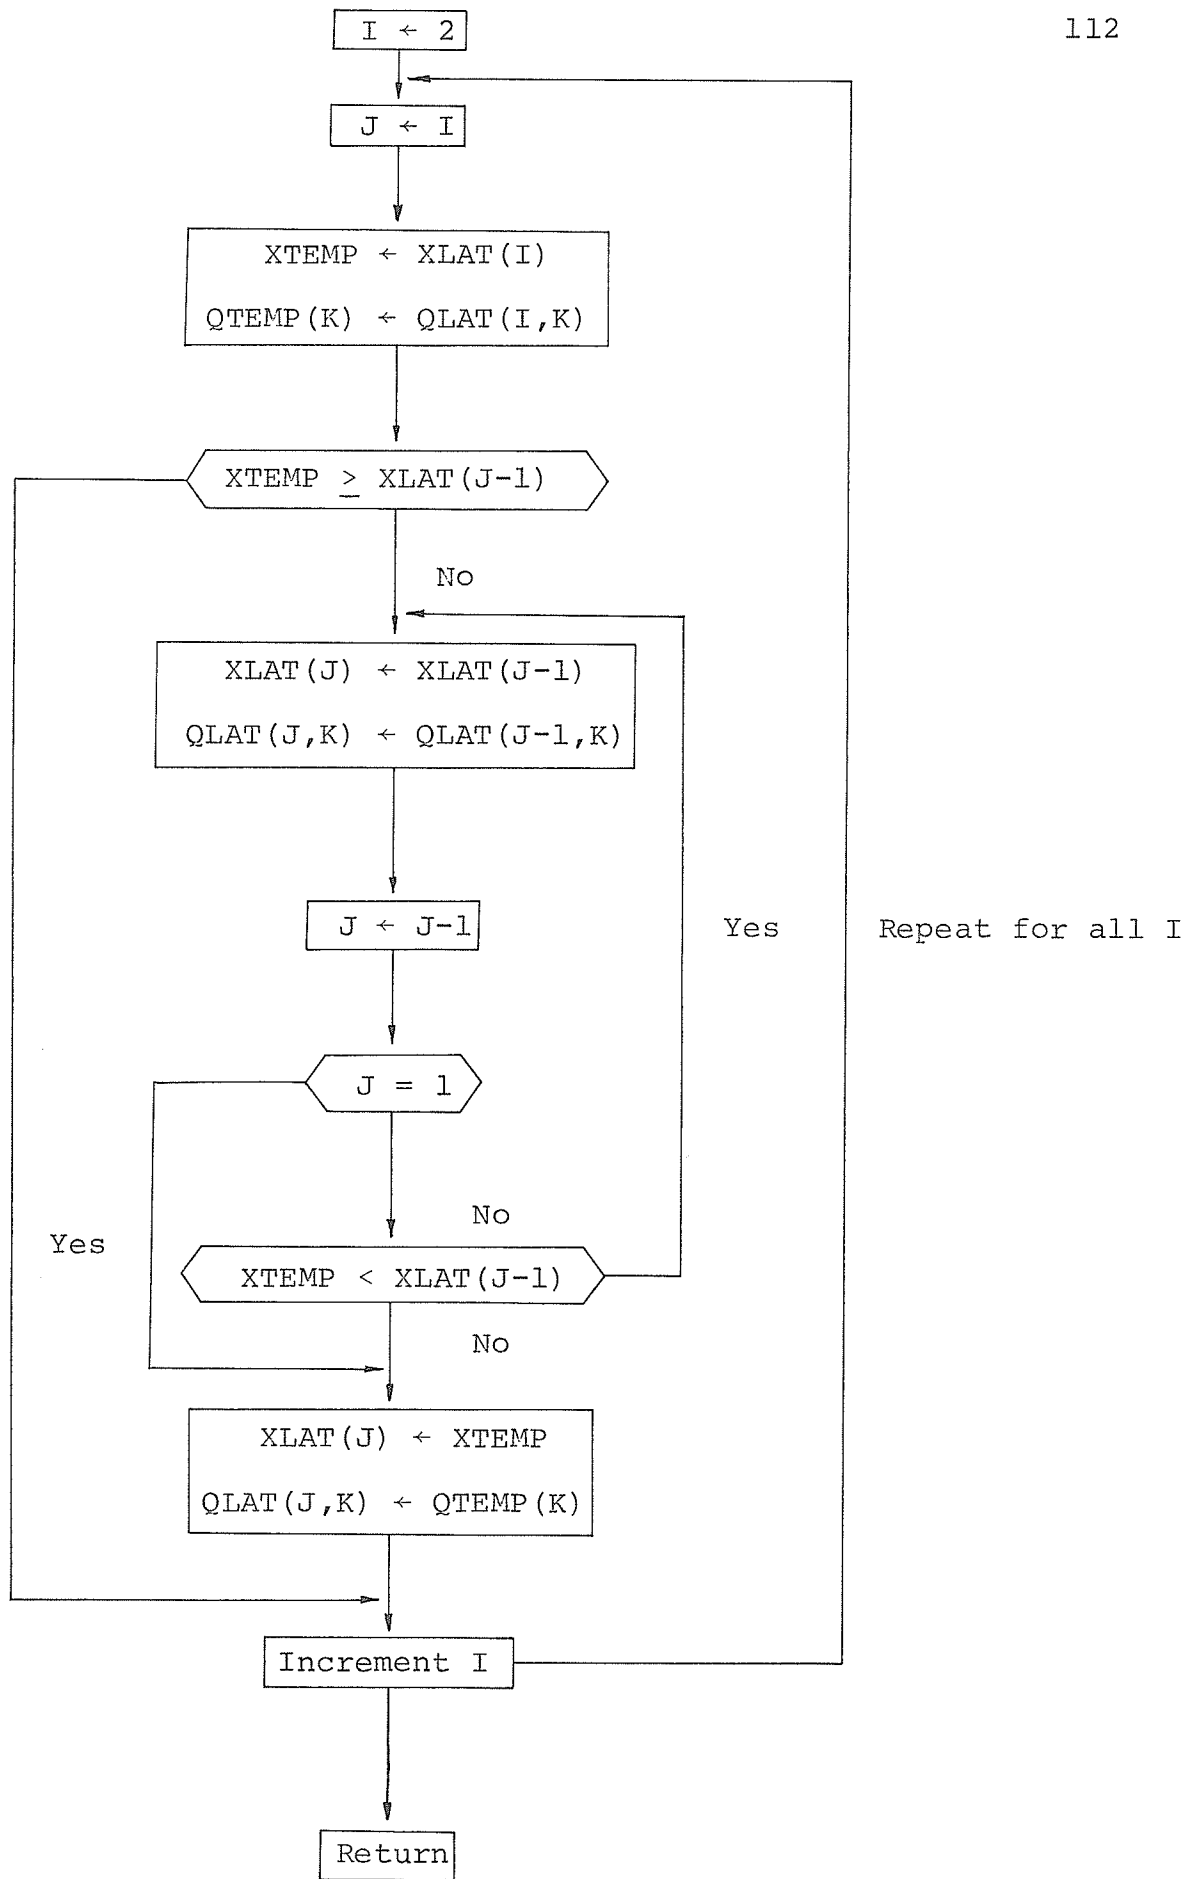 112
I ← 2
J ← I
XTEMP ← XLAT(I)
QTEMP(K) ← QLAT(I,K)
XTEMP ≥ XLAT(J-1)
No
XLAT(J) ← XLAT(J-1)
QLAT(J,K) ← QLAT(J-1,K)
J ← J-1
Yes
Repeat for all I
J = 1
No
Yes
XTEMP < XLAT(J-1)
No
XLAT(J) ← XTEMP
QLAT(J,K) ← QTEMP(K)
Increment I
Return